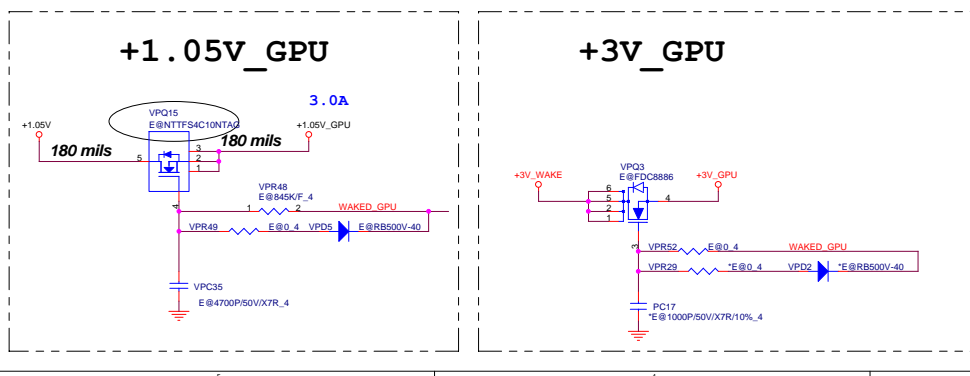 +1.05V_GPU
3.0A
VPQ15
E@NTTFS4C10NTAG
+1.05V
+1.05V_GPU
180 mils
180 mils
5
3
2
1
4
VPR48
E@845K/F_4
1
2
WAKED_GPU
VPR49
E@0_4
VPD5
E@RB500V-40
VPC35
E@4700P/50V/X7R_4
+3V_GPU
VPQ3
E@FDC8886
+3V_WAKE
+3V_GPU
6
5
2
1
4
3
VPR52
E@0_4
WAKED_GPU
VPR29
*E@0_4
VPD2
*E@RB500V-40
PC17
*E@1000P/50V/X7R/10%_4